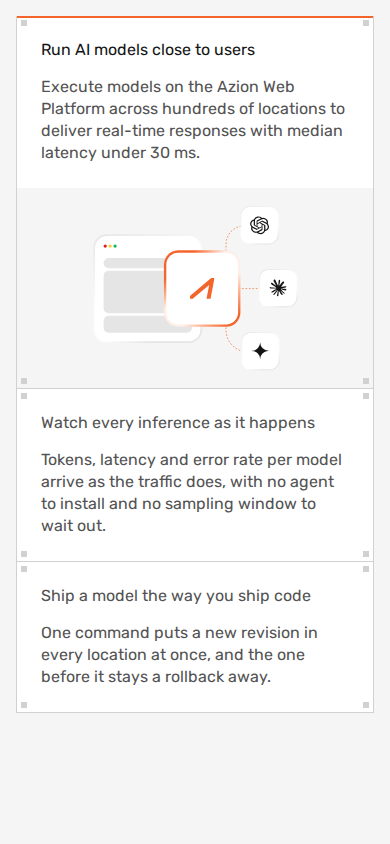 Run AI models close to users
Execute models on the Azion Web
Platform across hundreds of locations to
deliver real-time responses with median
latency under 30 ms.
Watch every inference as it happens
Tokens, latency and error rate per model
arrive as the traffic does, with no agent
to install and no sampling window to
wait out.
Ship a model the way you ship code
One command puts a new revision in
every location at once, and the one
before it stays a rollback away.